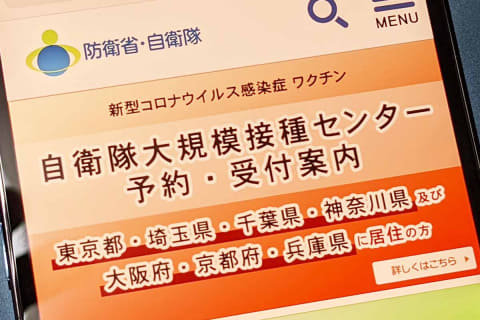 防衛省・自衛隊
MENU
新型コロナウイルス感染症 ワクチン
自衛隊大規模接種センター
予約・受付案内
東京都・埼玉県・千葉県・神奈川県 及び
大阪府・京都府・兵庫県 に居住の方
詳しくはこちら